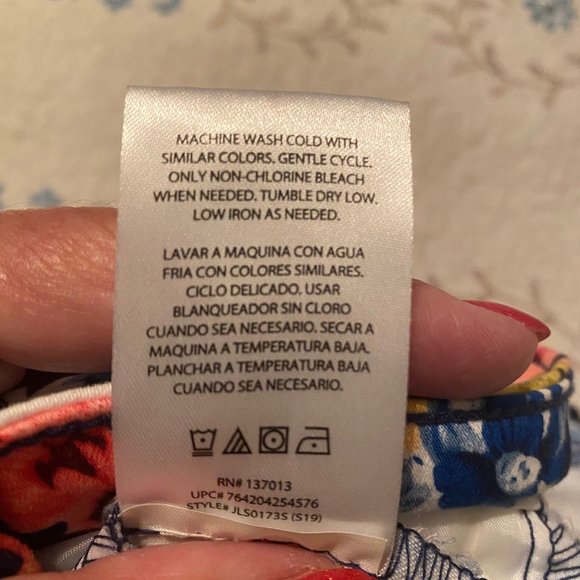 MACHINE WASH COLD WITH
SIMILAR COLORS. GENTLE CYCLE.
ONLY NON-CHLORINE BLEACH
WHEN NEEDED. TUMBLE DRY LOW.
LOW IRON AS NEEDED.
LAVAR A MAQUINA CON AGUA
FRIA CON COLORES SIMILARES.
CICLO DELICADO. USAR
BLANQUEADOR SIN CLORO
CUANDO SEA NECESARIO. SECAR A
MAQUINA A TEMPERATURA BAJA.
PLANCHAR A TEMPERATURA BAJA
CUANDO SEA NECESARIO.
RN# 137013
UPC# 764204254576
STYLE# JLS0173S (S19)